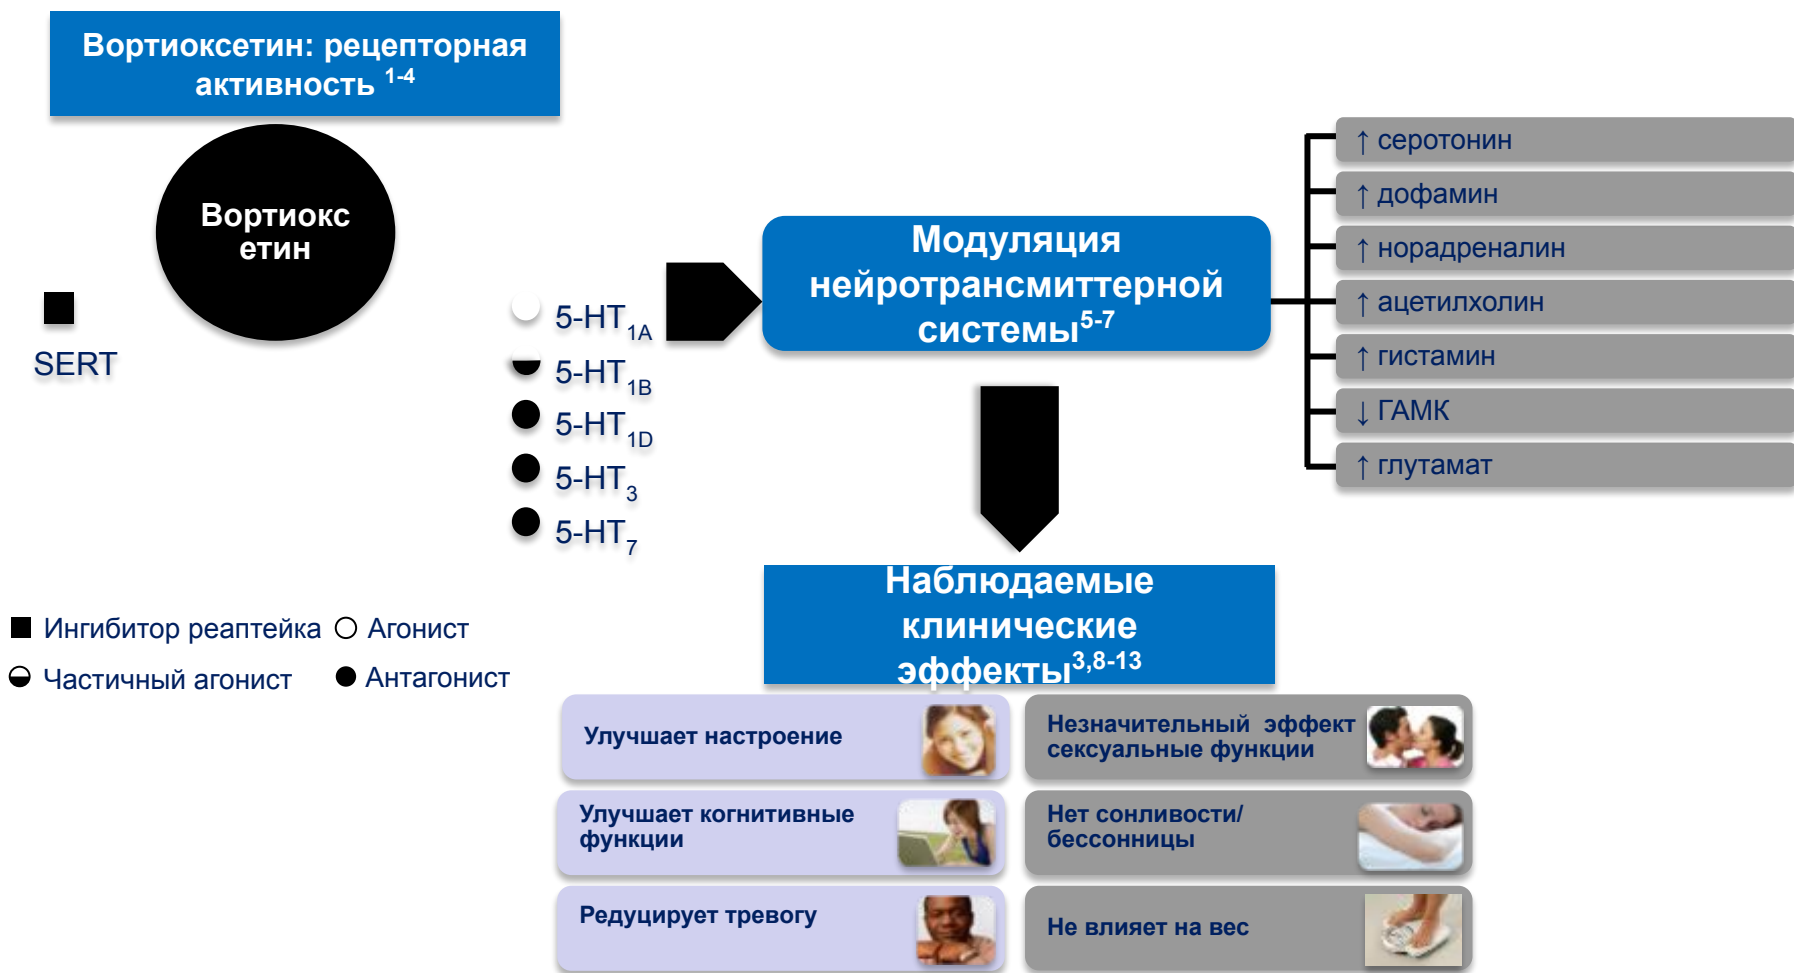 Вортиоксетин: рецепторная
активность 1-4
Вортиокс
етин
SERT
5-HT1A
5-HT1B
5-HT1D
5-HT3
5-HT7
Ингибитор реаптейка
Агонист
Частичный агонист
Антагонист
Модуляция
нейротрансмиттерной
системы5-7
↑ серотонин
↑ дофамин
↑ норадреналин
↑ ацетилхолин
↑ гистамин
↓ ГАМК
↑ глутамат
Наблюдаемые
клинические
эффекты3,8-13
Улучшает настроение
Улучшает когнитивные
функции
Редуцирует тревогу
Незначительный эффект
сексуальные функции
Нет сонливости/
бессонницы
Не влияет на вес